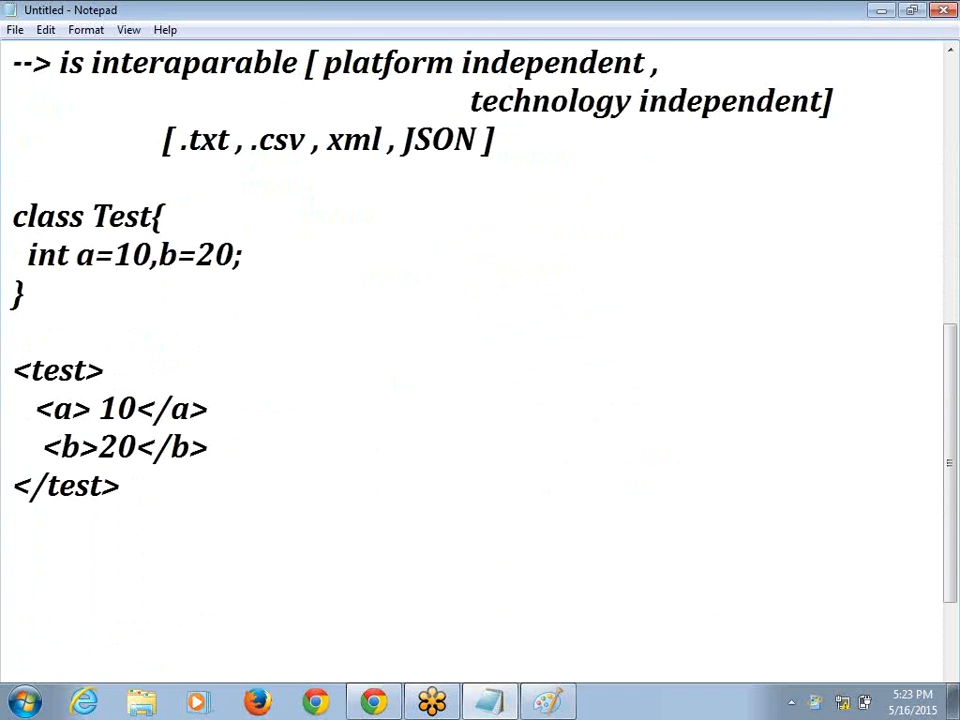 Untitled - Notepad
File Edit Format View Help
--> is interaparable [ platform independent ,
technology independent]
[ .txt , .csv , xml , JSON ]
class Test{
int a=10,b=20;
}
<test>
<a> 10</a>
<b>20</b>
</test>
5:23 PM
5/16/2015